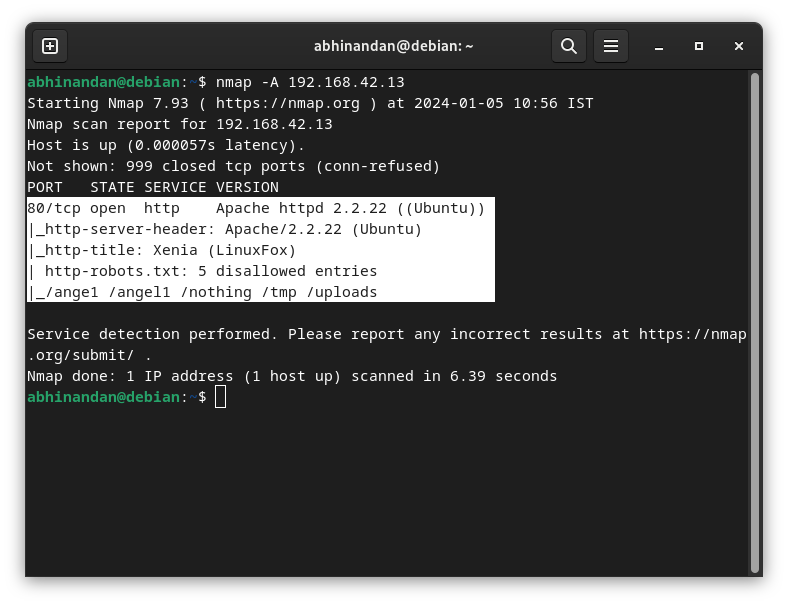 abhinandan@debian: ~
abhinandan@debian:~$ nmap -A 192.168.42.13
Starting Nmap 7.93 ( https://nmap.org ) at 2024-01-05 10:56 IST
Nmap scan report for 192.168.42.13
Host is up (0.000057s latency).
Not shown: 999 closed tcp ports (conn-refused)
PORT   STATE SERVICE VERSION
80/tcp open  http    Apache httpd 2.2.22 ((Ubuntu))
|_http-server-header: Apache/2.2.22 (Ubuntu)
|_http-title: Xenia (LinuxFox)
| http-robots.txt: 5 disallowed entries
|_/ange1 /angel1 /nothing /tmp /uploads
Service detection performed. Please report any incorrect results at https://nmap
.org/submit/ .
Nmap done: 1 IP address (1 host up) scanned in 6.39 seconds
abhinandan@debian:~$